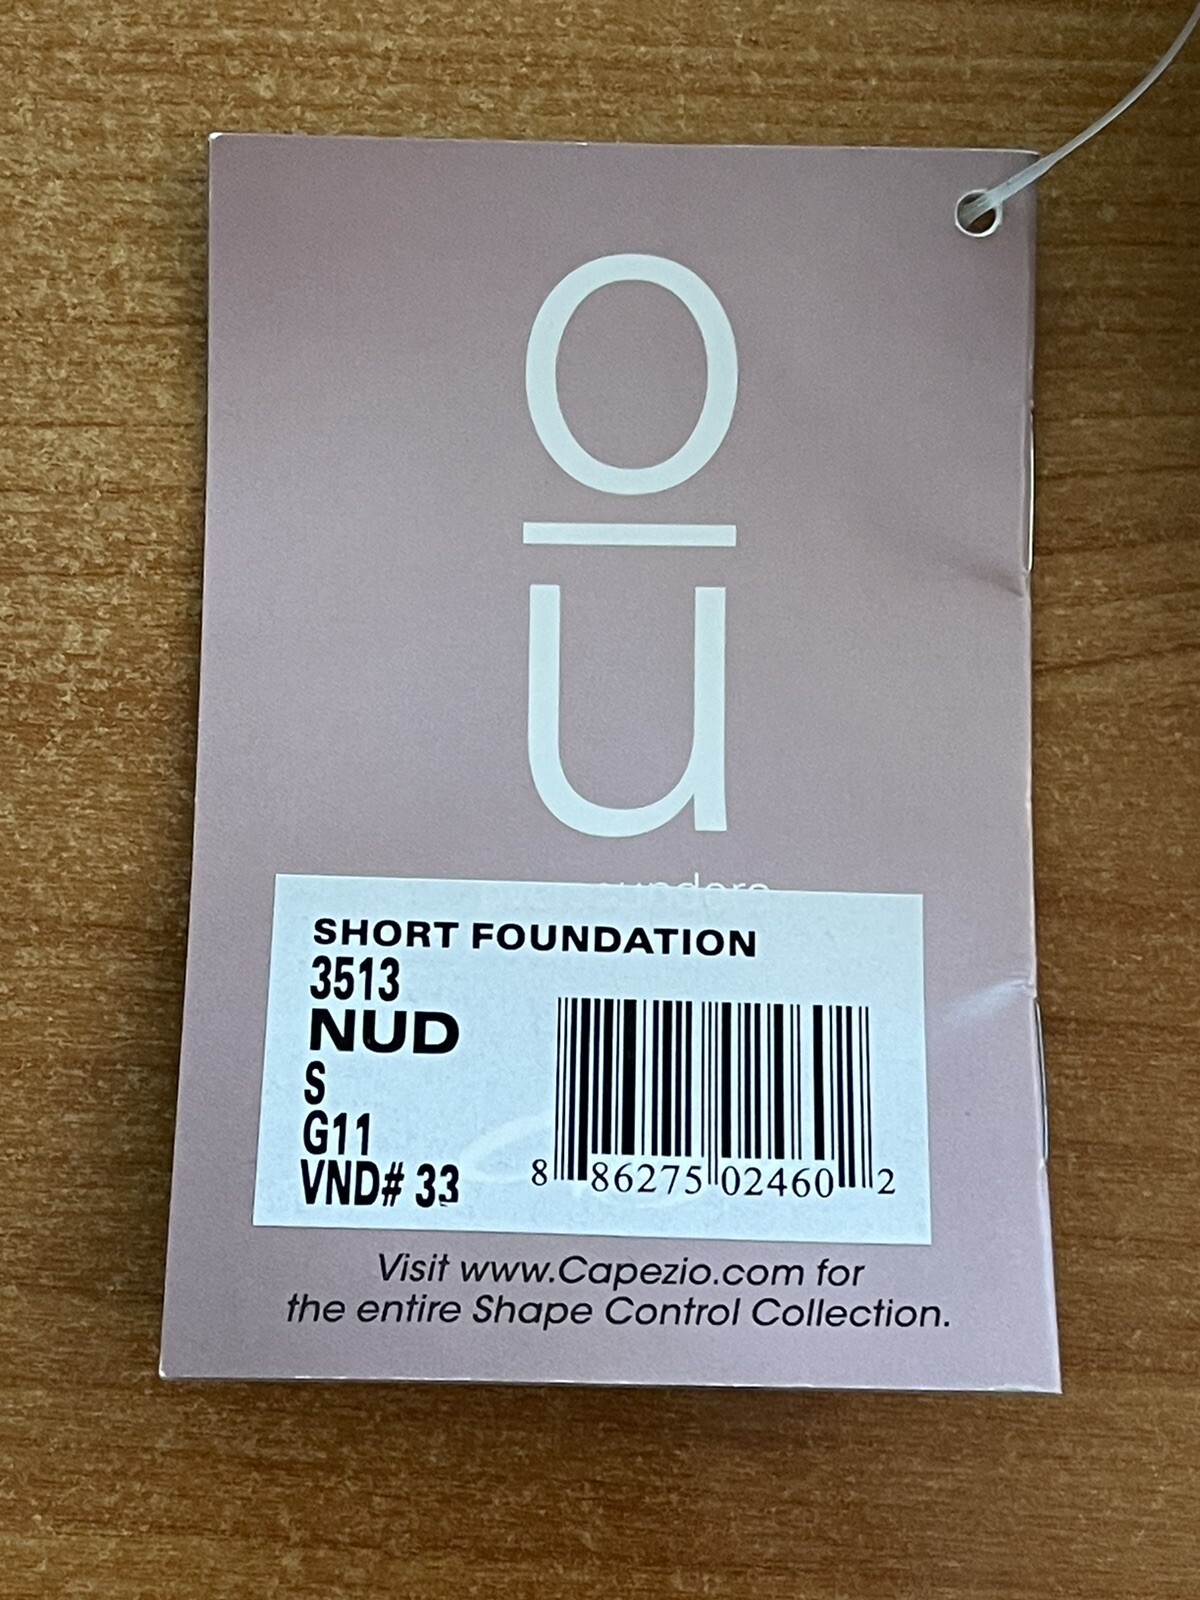 o
u
SHORT FOUNDATION
3513
NUD
S
G11
VND# 33
8 86275 02460 2
Visit www.Capezio.com for
the entire Shape Control Collection.